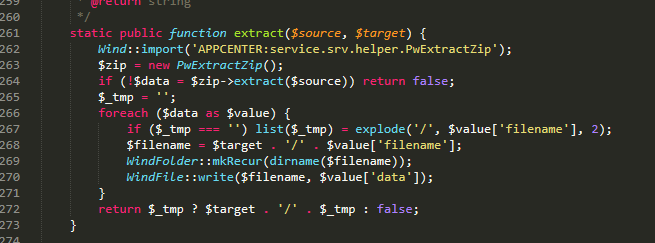 259 * @return string
260 */
261 static public function extract($source, $target) {
262 Wind::import('APPCENTER:service.srv.helper.PwExtractZip');
263 $zip = new PwExtractZip();
264 if (!$data = $zip->extract($source)) return false;
265 $_tmp = '';
266 foreach ($data as $value) {
267 if ($_tmp === '') list($_tmp) = explode('/', $value['filename'], 2);
268 $filename = $target . '/' . $value['filename'];
269 WindFolder::mkRecur(dirname($filename));
270 WindFile::write($filename, $value['data']);
271 }
272 return $_tmp ? $target . '/' . $_tmp : false;
273 }
274